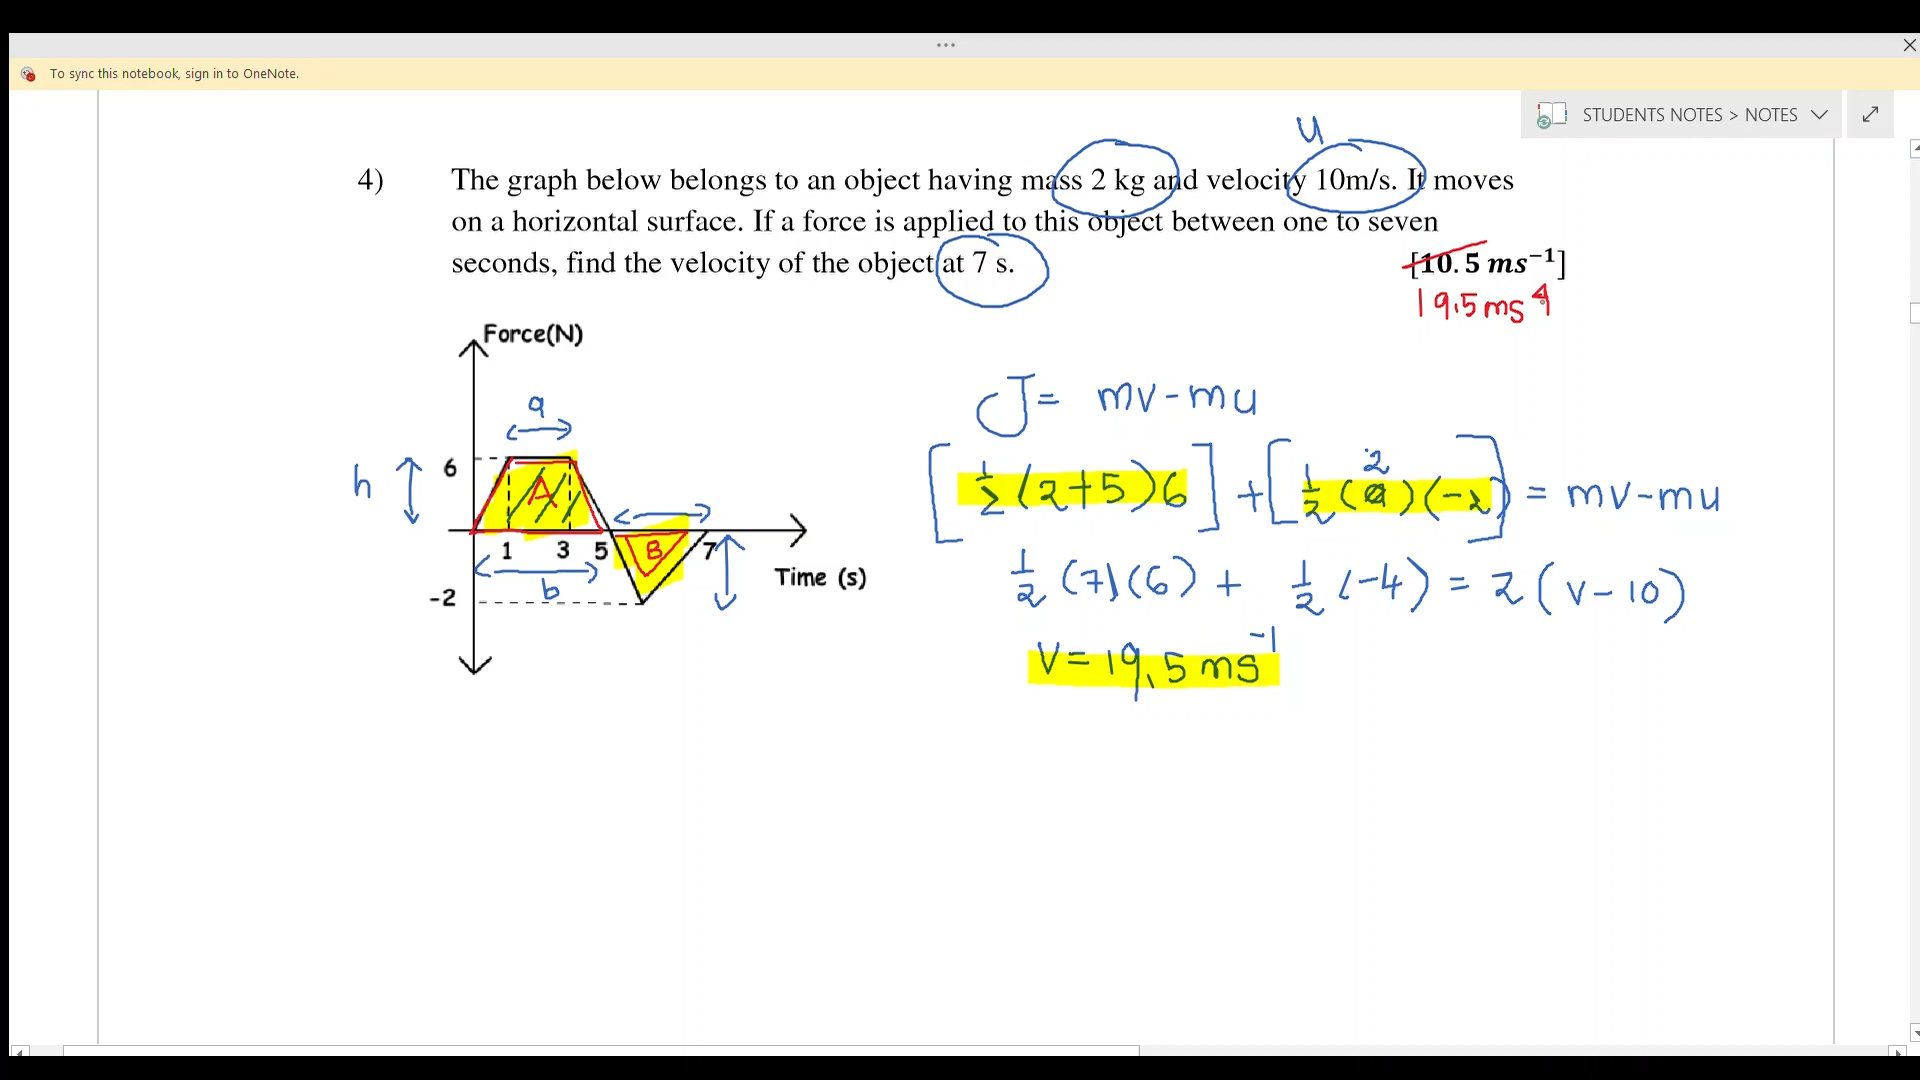 To sync this notebook, sign in to OneNote.
STUDENTS NOTES > NOTES
u
4) The graph below belongs to an object having mass 2 kg and velocity 10m/s. It moves
on a horizontal surface. If a force is applied to this object between one to seven
seconds, find the velocity of the object at 7 s.
[10.5 ms⁻¹]
19.5 ms⁻¹
Force(N)
a
h
6
A
1 3 5 7
B
b
Time (s)
-2
J = mv - mu
[½ (2+5)6] + [½ (2)(-2)] = mv - mu
½ (7)(6) + ½ (-4) = 2 (v - 10)
v = 19.5 ms⁻¹